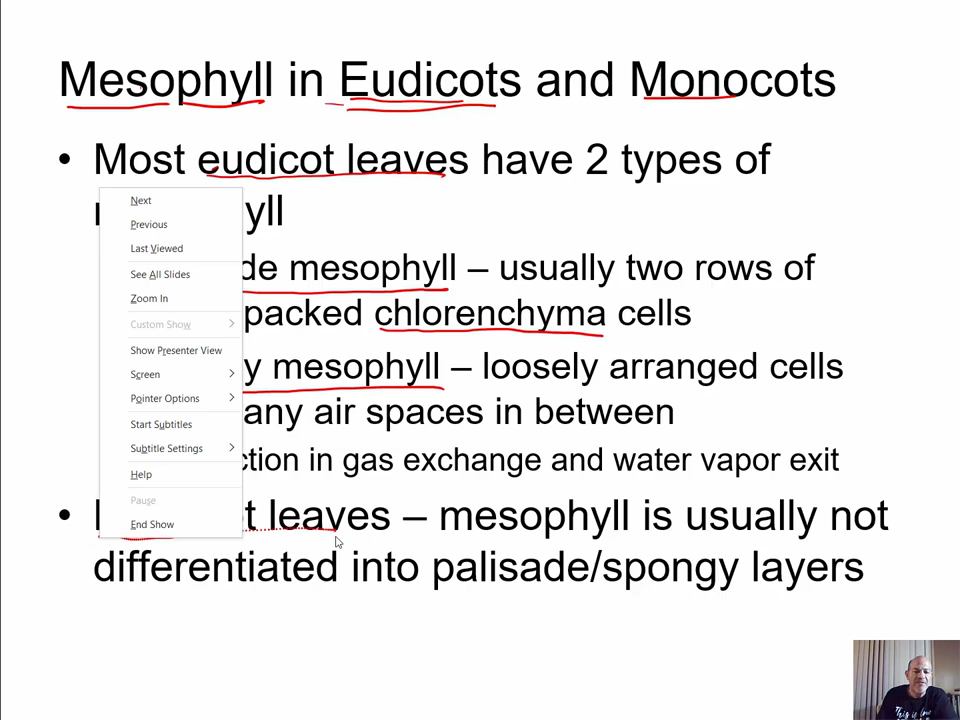 Mesophyll in Eudicots and Monocots
• Most eudicot leaves have 2 types of
yll
de mesophyll – usually two rows of
packed chlorenchyma cells
y mesophyll – loosely arranged cells
any air spaces in between
ction in gas exchange and water vapor exit
• t leaves – mesophyll is usually not
differentiated into palisade/spongy layers
Next
Previous
Last Viewed
See All Slides
Zoom In
Custom Show
Show Presenter View
Screen
Pointer Options
Start Subtitles
Subtitle Settings
Help
Pause
End Show